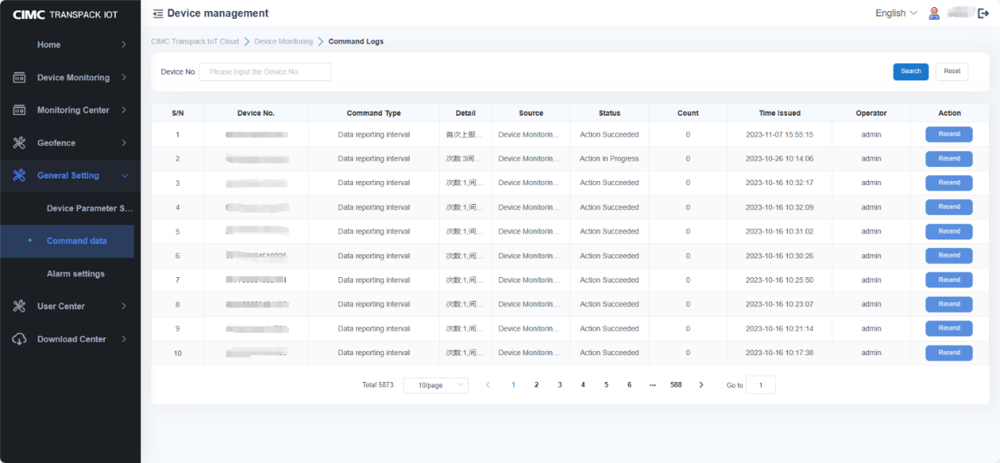 CIMC TRANSPACK IOT
Device management
English
Home
CIMC Transpack IoT Cloud > Device Monitoring > Command Logs
Device No. Please Input the Device No. Search Reset
Device Monitoring
Monitoring Center
Geofence
General Setting
Device Parameter S...
Command data
Alarm settings
User Center
Download Center
S/N Device No. Command Type Detail Source Status Count Time Issued Operator Action
1 Data reporting interval 首次上报... Device Monitorin... Action Succeeded 0 2023-11-07 15:55:15 admin Resend
2 Data reporting interval 次数:3间... Device Monitorin... Action in Progress 0 2023-10-26 10:14:06 admin Resend
3 Data reporting interval 次数:1,间... Device Monitorin... Action Succeeded 0 2023-10-16 10:32:17 admin Resend
4 Data reporting interval 次数:1,间... Device Monitorin... Action Succeeded 0 2023-10-16 10:32:09 admin Resend
5 Data reporting interval 次数:1,间... Device Monitorin... Action Succeeded 0 2023-10-16 10:31:02 admin Resend
6 Data reporting interval 次数:1,间... Device Monitorin... Action Succeeded 0 2023-10-16 10:30:26 admin Resend
7 Data reporting interval 次数:1,间... Device Monitorin... Action Succeeded 0 2023-10-16 10:25:50 admin Resend
8 Data reporting interval 次数:1,间... Device Monitorin... Action Succeeded 0 2023-10-16 10:23:07 admin Resend
9 Data reporting interval 次数:1,间... Device Monitorin... Action Succeeded 0 2023-10-16 10:21:14 admin Resend
10 Data reporting interval 次数:1,间... Device Monitorin... Action Succeeded 0 2023-10-16 10:17:38 admin Resend
Total 5873 10/page < 1 2 3 4 5 6 ... 588 > Go to 1